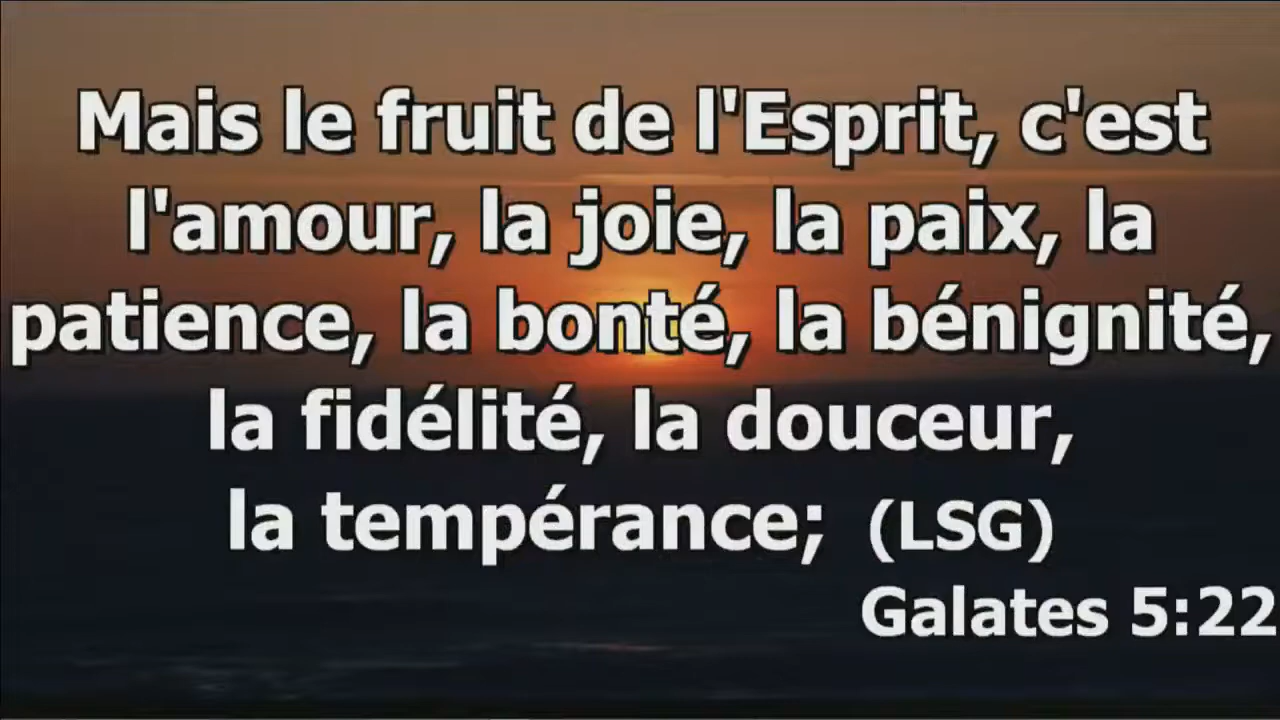 Mais le fruit de l'Esprit, c'est
l'amour, la joie, la paix, la
patience, la bonté, la bénignité,
la fidélité, la douceur,
la tempérance; (LSG)
Galates 5:22